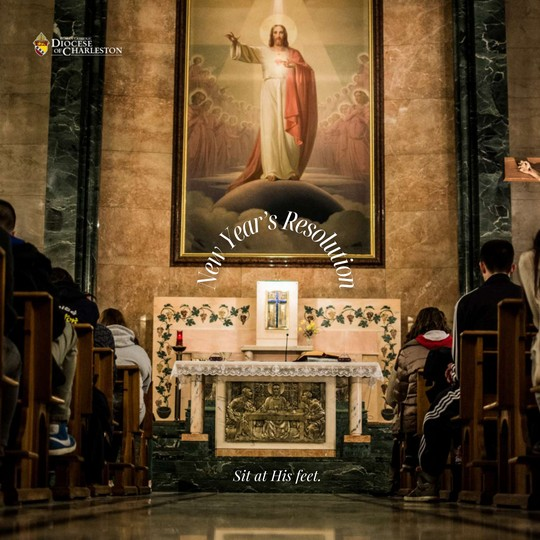 DIOCESE
OF CHARLESTON
New Year's Resolution
Sit at His feet.